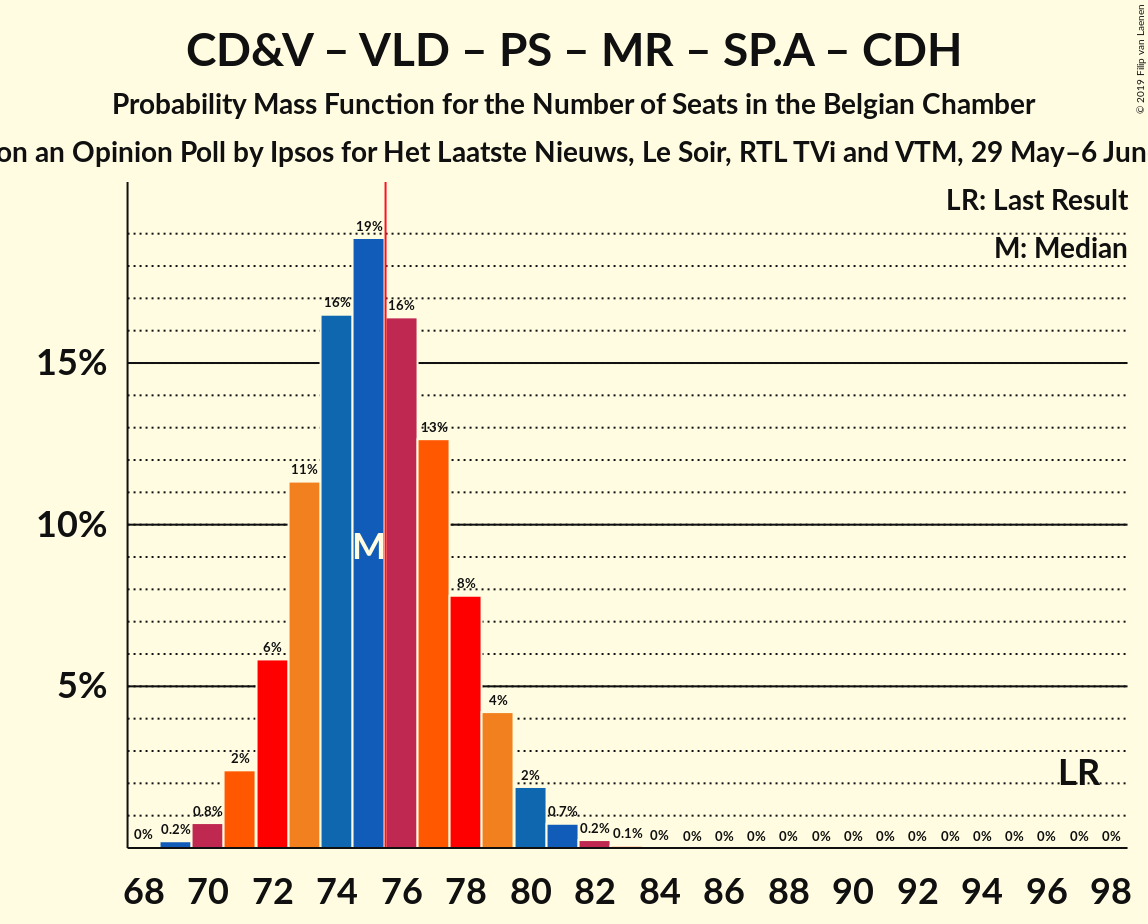 CD&V – VLD – PS – MR – SP.A – CDH
Probability Mass Function for the Number of Seats in the Belgian Chamber
on an Opinion Poll by Ipsos for Het Laatste Nieuws, Le Soir, RTL TVi and VTM, 29 May–6 Jun
© 2019 Filip van Laenen
LR: Last Result
M: Median
15%
10%
5%
0% 0.2% 0.8% 2% 6% 11% 16% 19% 16% 13% 8% 4% 2% 0.7% 0.2% 0.1% 0% 0% 0% 0% 0% 0% 0% 0% 0% 0% 0% 0% 0% 0% 0%
M
LR
68 70 72 74 76 78 80 82 84 86 88 90 92 94 96 98